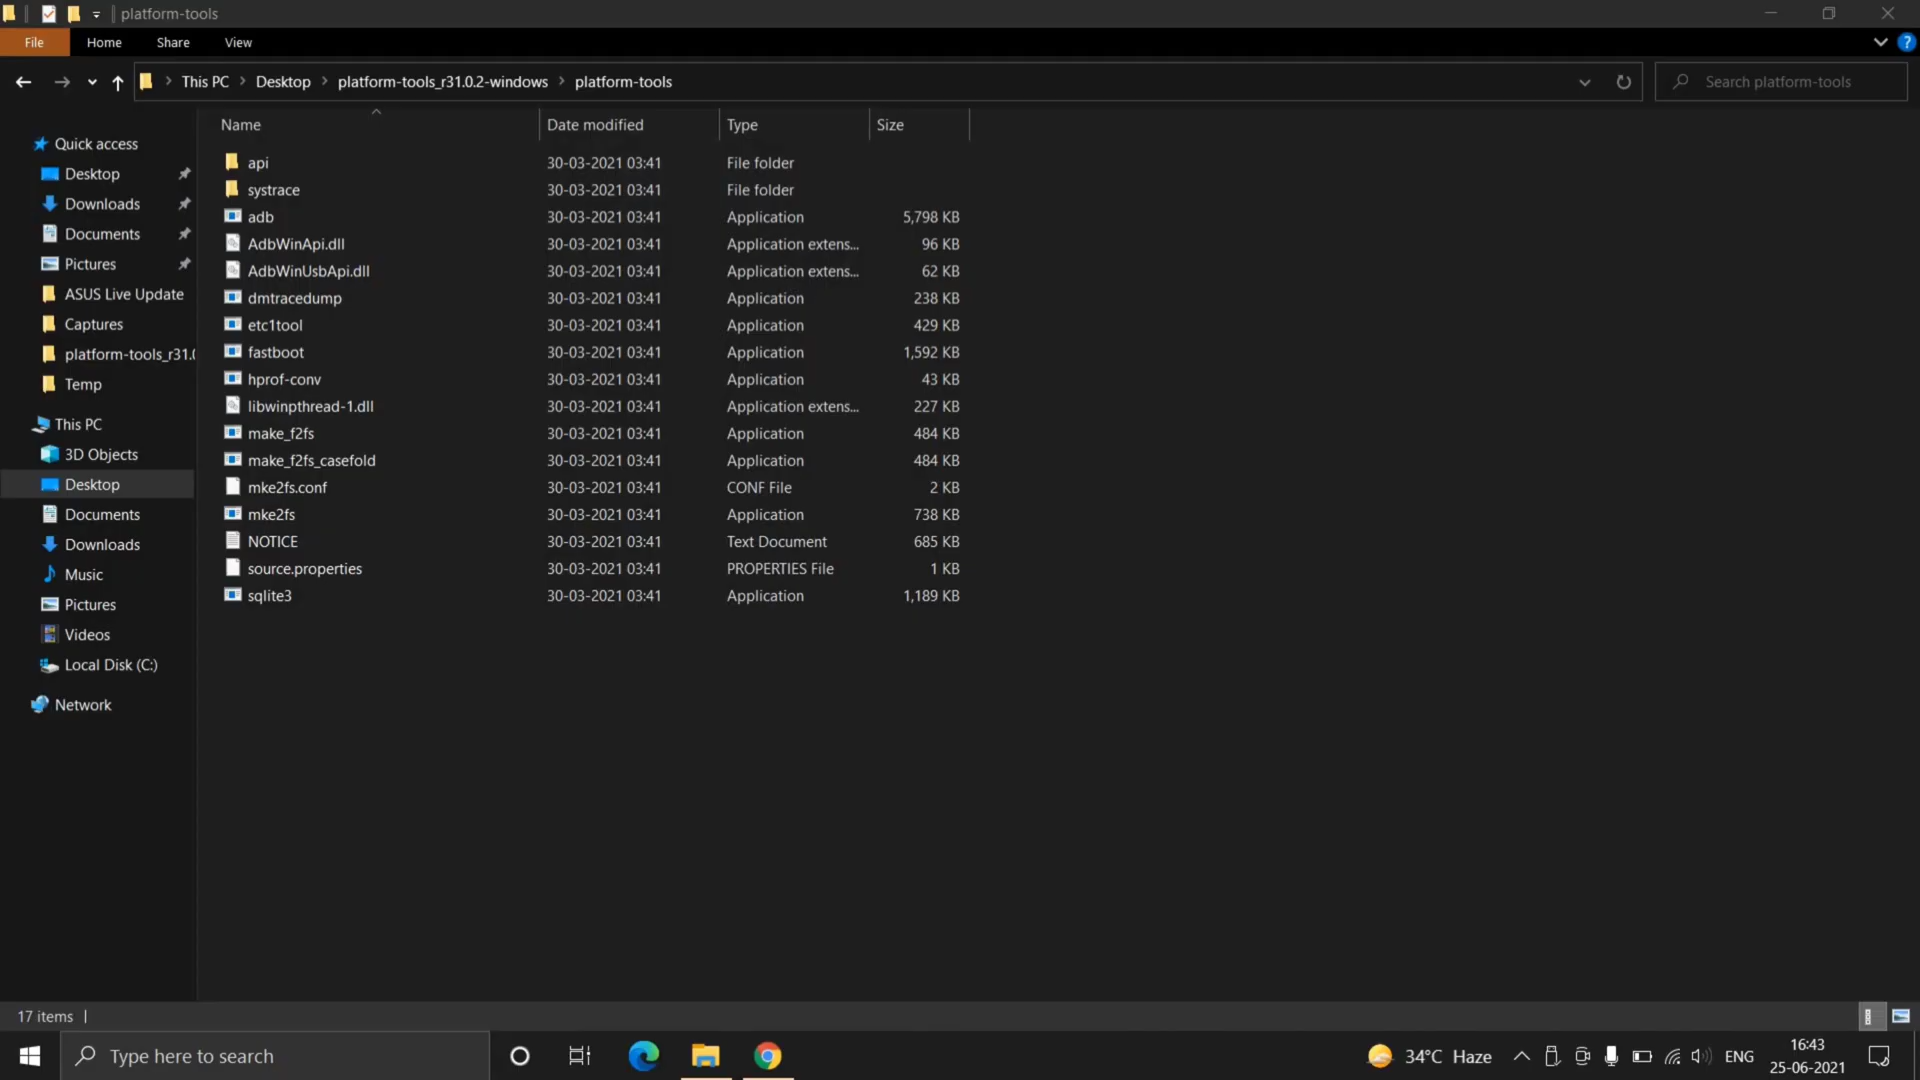 platform-tools
File Home Share View
This PC Desktop platform-tools_r31.0.2-windows platform-tools Search platform-tools
Name Date modified Type Size
Quick access
Desktop
Downloads
Documents
Pictures
ASUS Live Update
Captures
platform-tools_r31.0
Temp
This PC
3D Objects
Desktop
Documents
Downloads
Music
Pictures
Videos
Local Disk (C:)
Network
api 30-03-2021 03:41 File folder
systrace 30-03-2021 03:41 File folder
adb 30-03-2021 03:41 Application 5,798 KB
AdbWinApi.dll 30-03-2021 03:41 Application extens... 96 KB
AdbWinUsbApi.dll 30-03-2021 03:41 Application extens... 62 KB
dmtracedump 30-03-2021 03:41 Application 238 KB
etc1tool 30-03-2021 03:41 Application 429 KB
fastboot 30-03-2021 03:41 Application 1,592 KB
hprof-conv 30-03-2021 03:41 Application 43 KB
libwinpthread-1.dll 30-03-2021 03:41 Application extens... 227 KB
make_f2fs 30-03-2021 03:41 Application 484 KB
make_f2fs_casefold 30-03-2021 03:41 Application 484 KB
mke2fs.conf 30-03-2021 03:41 CONF File 2 KB
mke2fs 30-03-2021 03:41 Application 738 KB
NOTICE 30-03-2021 03:41 Text Document 685 KB
source.properties 30-03-2021 03:41 PROPERTIES File 1 KB
sqlite3 30-03-2021 03:41 Application 1,189 KB
17 items
Type here to search
34°C Haze ENG 16:43
25-06-2021